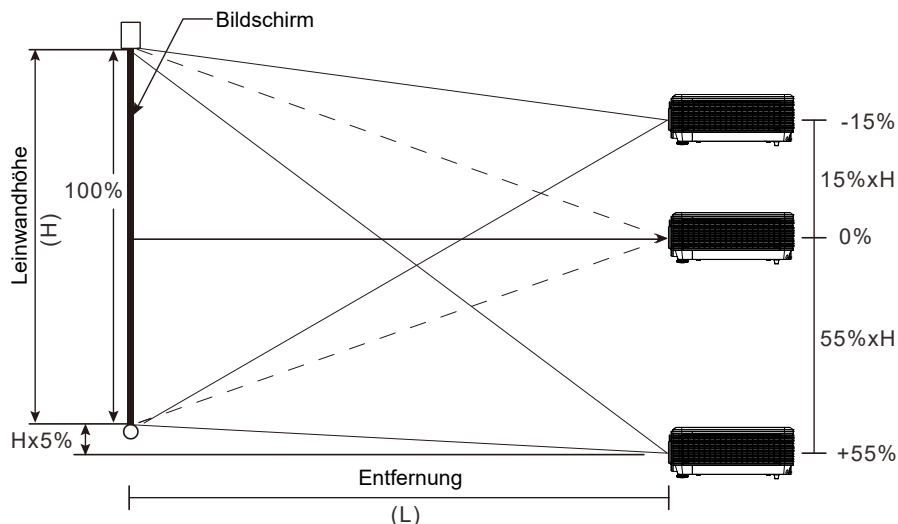 Bildschirm
-15%
15%xH
0%
55%xH
+55%
Leinwandhöhe
(H)
100%
Hx5%
Entfernung
(L)